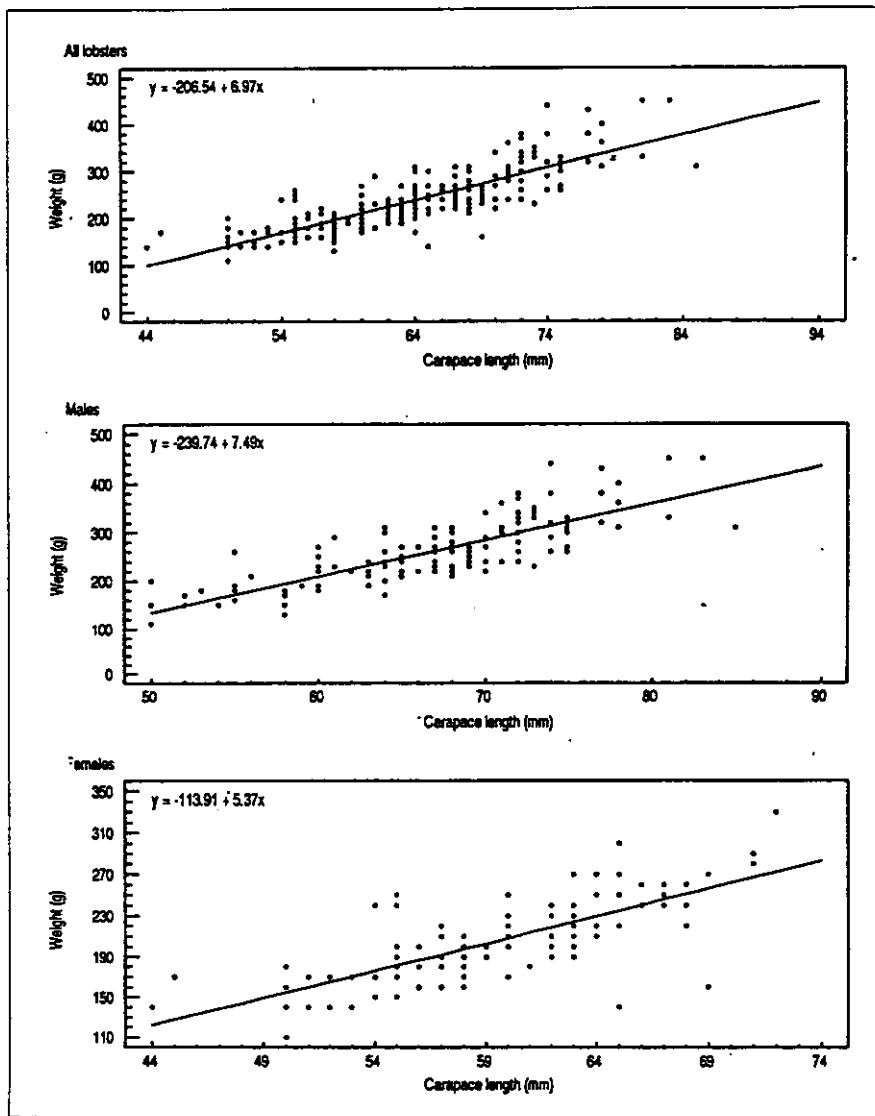 All lobsters
y = -206.54 + 6.97x
500
400
300
200
100
0
Weight (g)
44 54 64 74 84 94
Carapace length (mm)
Males
y = -239.74 + 7.49x
500
400
300
200
100
0
Weight (g)
50 60 70 80 90
Carapace length (mm)
Females
y = -113.91 + 5.37x
350
310
270
230
190
150
110
Weight (g)
44 49 54 59 64 69 74
Carapace length (mm)